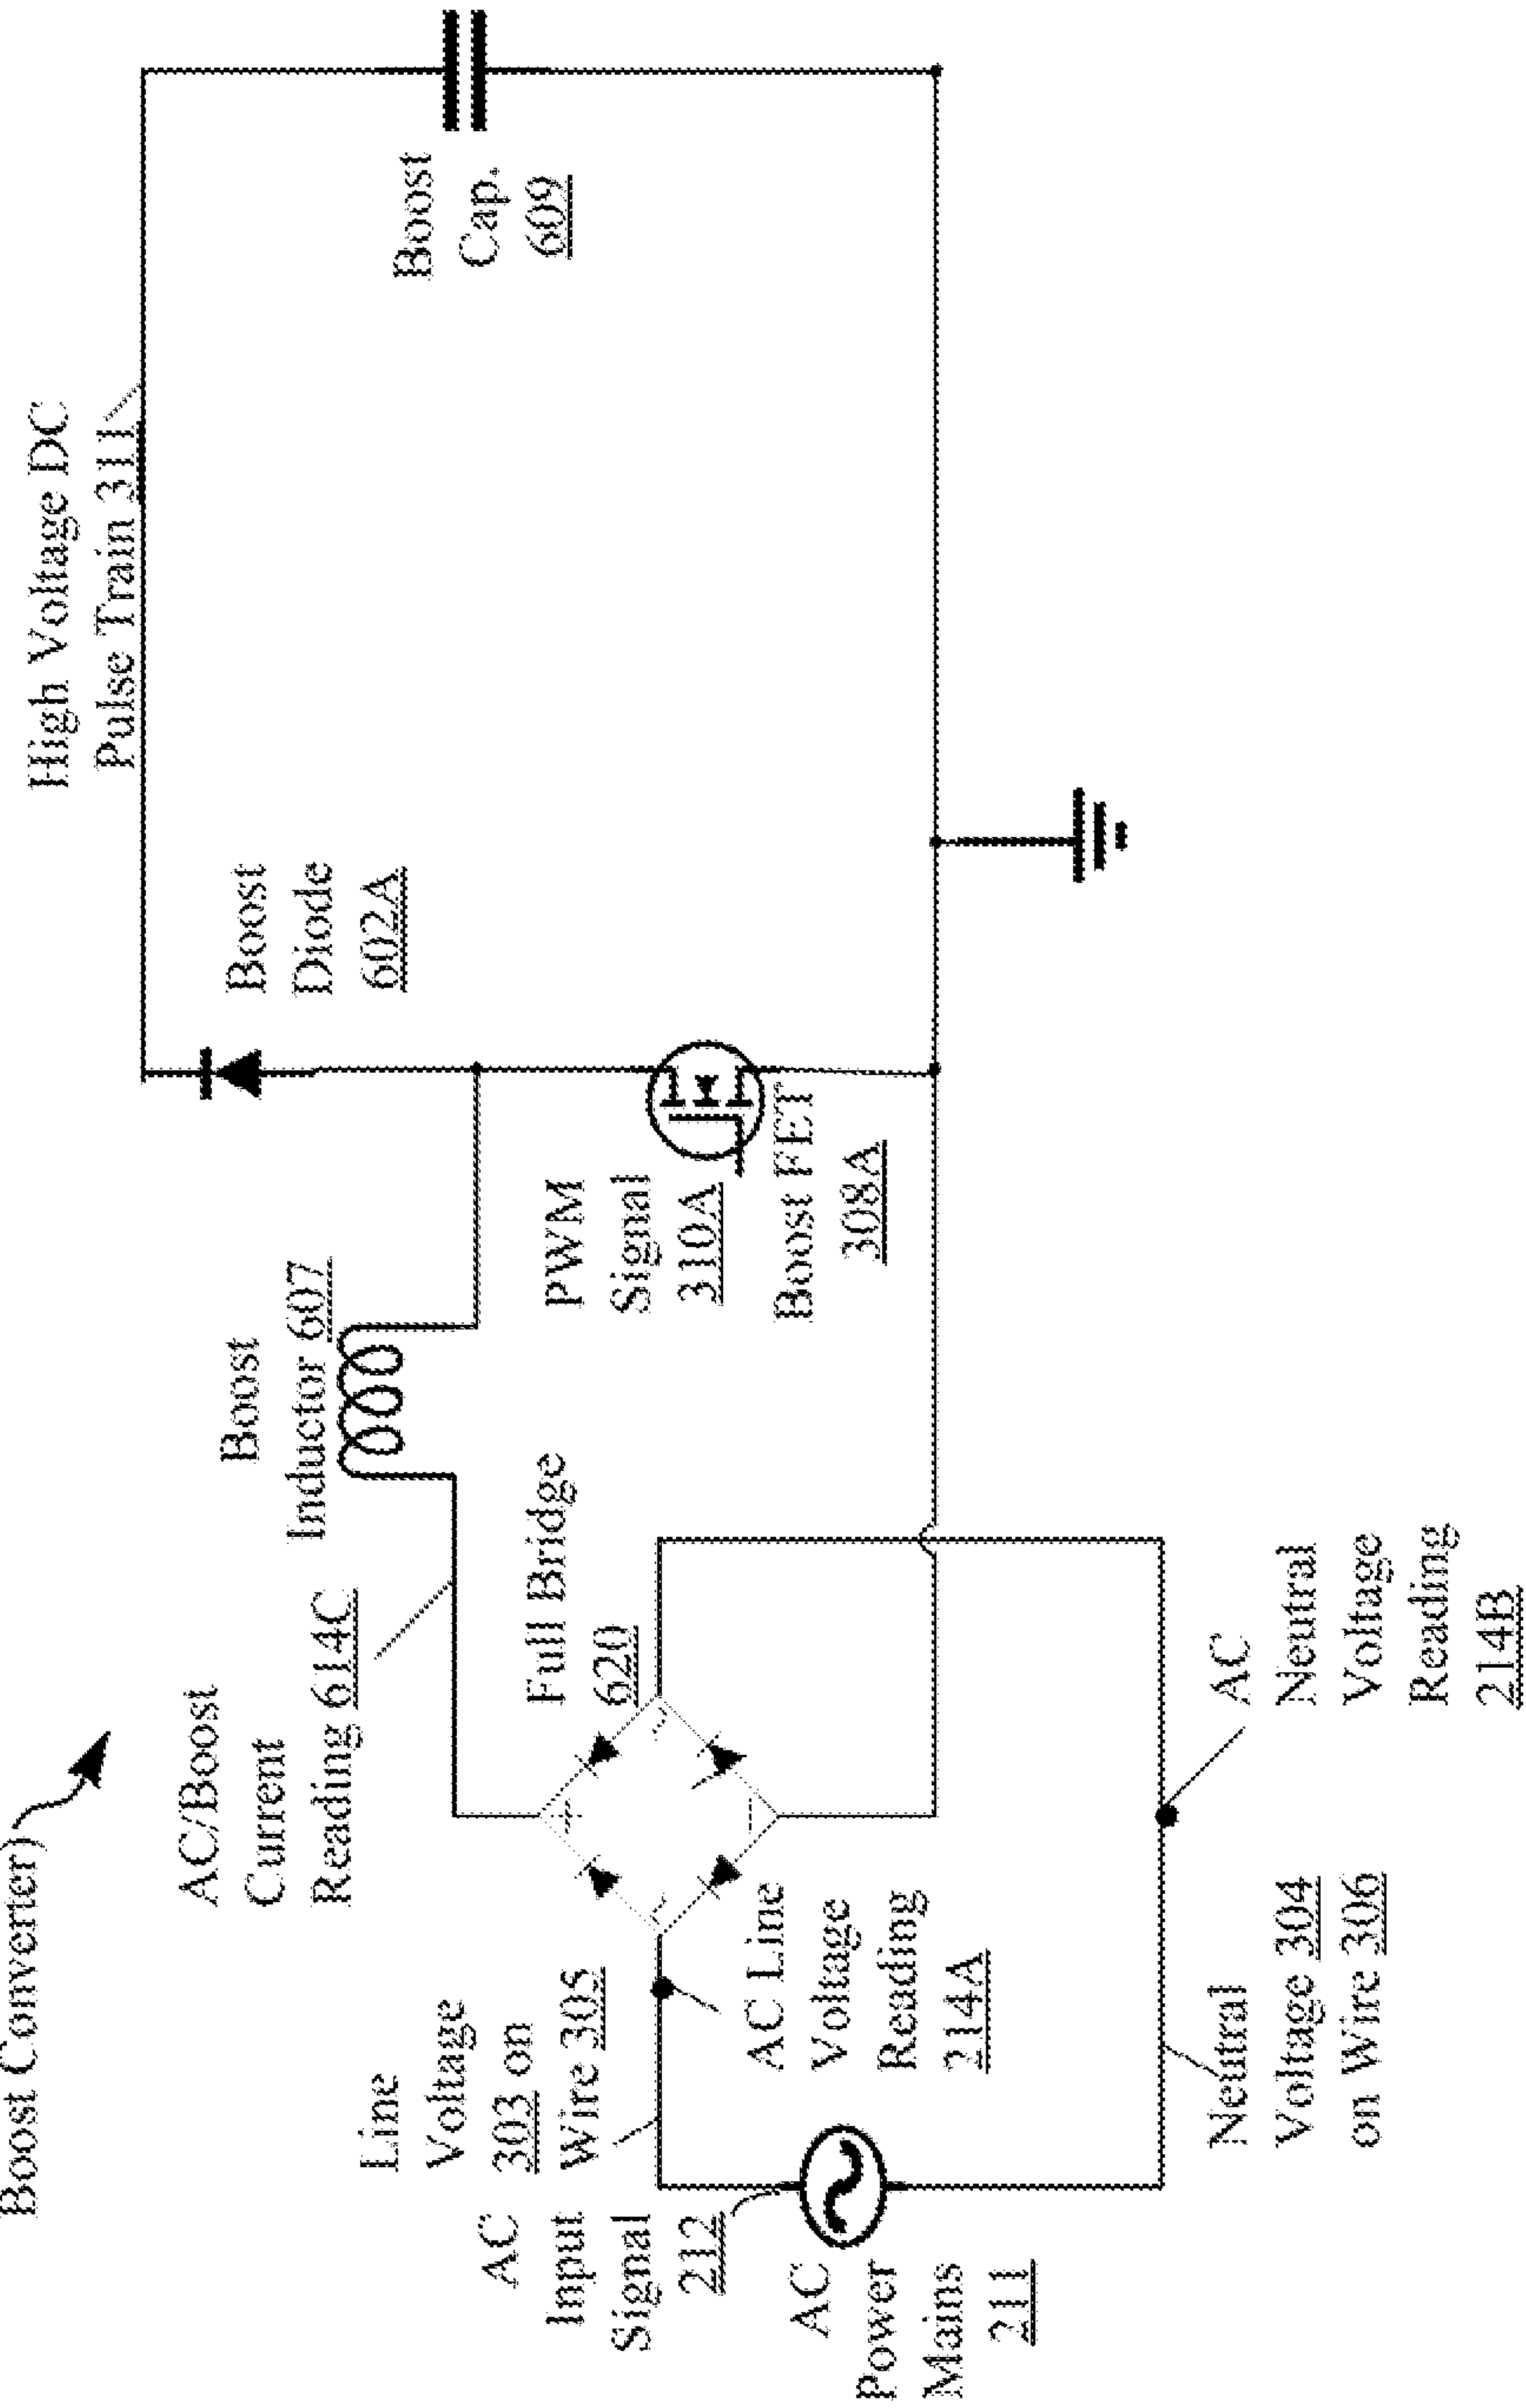 Boost Converter)
High Voltage DC
Pulse Train 311
AC/Boost
Current
Reading 614C
Boost
Inductor 607
Boost
Diode
602A
Boost
Cap.
609
Line
Voltage
303 on
Wire 305
Full Bridge
620
PWM
Signal
310A
Boost FET
308A
AC
Input
Signal
212
AC Line
Voltage
Reading
214A
AC
Power
Mains
211
Neutral
Voltage 304
on Wire 306
AC
Neutral
Voltage
Reading
214B